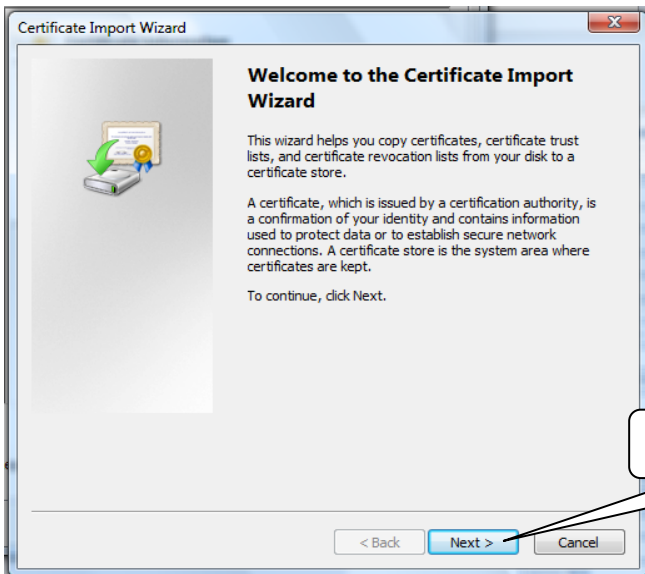 Certificate Import Wizard
Welcome to the Certificate Import
Wizard
This wizard helps you copy certificates, certificate trust
lists, and certificate revocation lists from your disk to a
certificate store.
A certificate, which is issued by a certification authority, is
a confirmation of your identity and contains information
used to protect data or to establish secure network
connections. A certificate store is the system area where
certificates are kept.
To continue, click Next.
< Back Next > Cancel